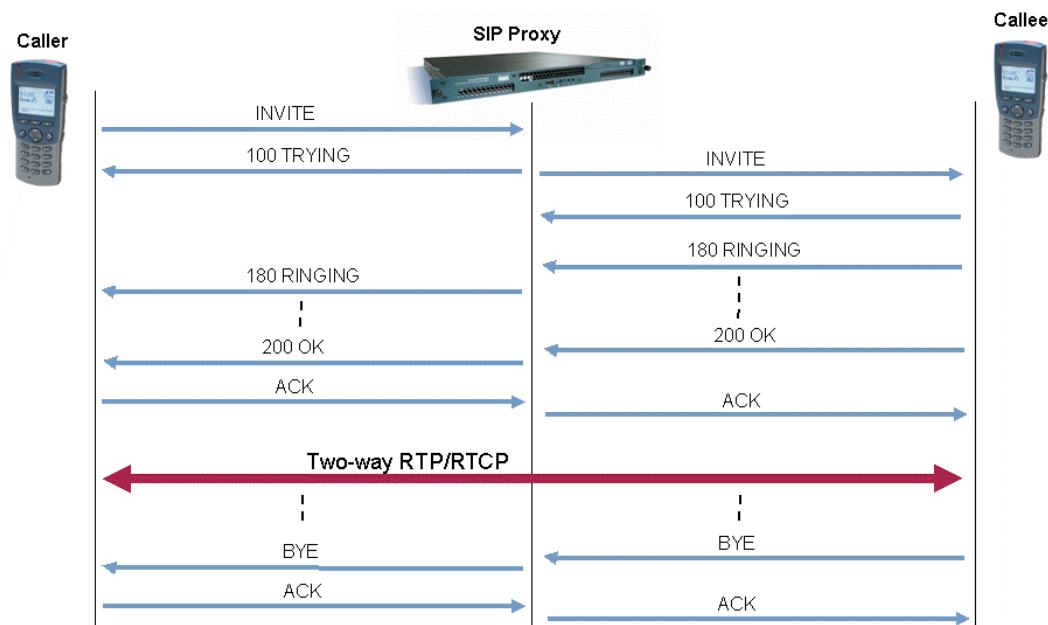 Caller
SIP Proxy
Callee
INVITE
100 TRYING
INVITE
100 TRYING
180 RINGING
180 RINGING
200 OK
200 OK
ACK
ACK
Two-way RTP/RTCP
BYE
BYE
ACK
ACK